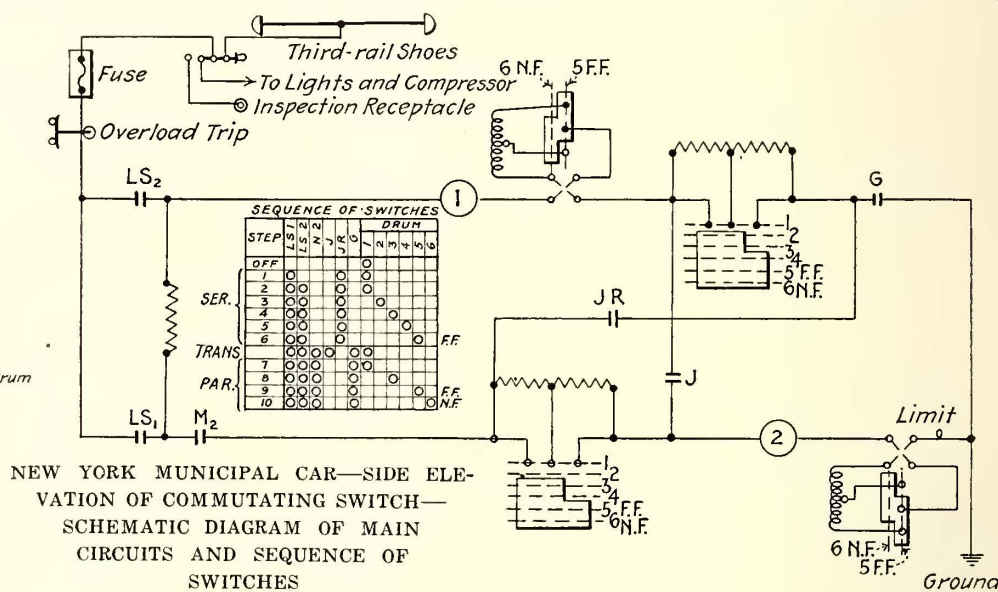 Third-rail Shoes
Fuse
To Lights and Compressor
Inspection Receptacle
Overload Trip
6 N.F. 5 F.F.
LS2
1
G
SEQUENCE OF SWITCHES
STEP LS1 LS2 N2 J JR G DRUM 1 2 3 4 5 6
OFF
SER.
1
2
3
4
5
6 F.F.
TRANS
PAR.
7
8
9 F.F.
10 N.F.
1
2
3
4
5 F.F.
6 N.F.
JR
J
rum
LS1 M2
2
Limit
1
2
3
4
5 F.F.
6 N.F.
6 N.F.
5 F.F.
Ground
NEW YORK MUNICIPAL CAR—SIDE ELE-
VATION OF COMMUTATING SWITCH—
SCHEMATIC DIAGRAM OF MAIN
CIRCUITS AND SEQUENCE OF
SWITCHES